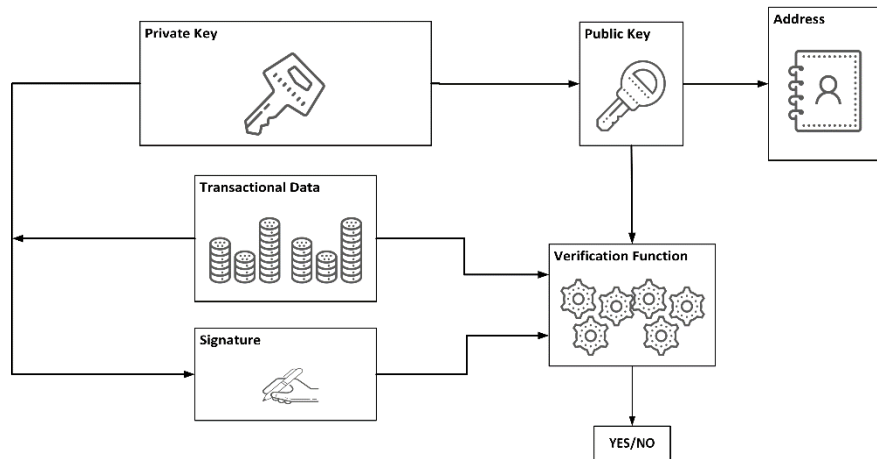 Private Key
Public Key
Address
Transactional Data
Verification Function
Signature
YES/NO